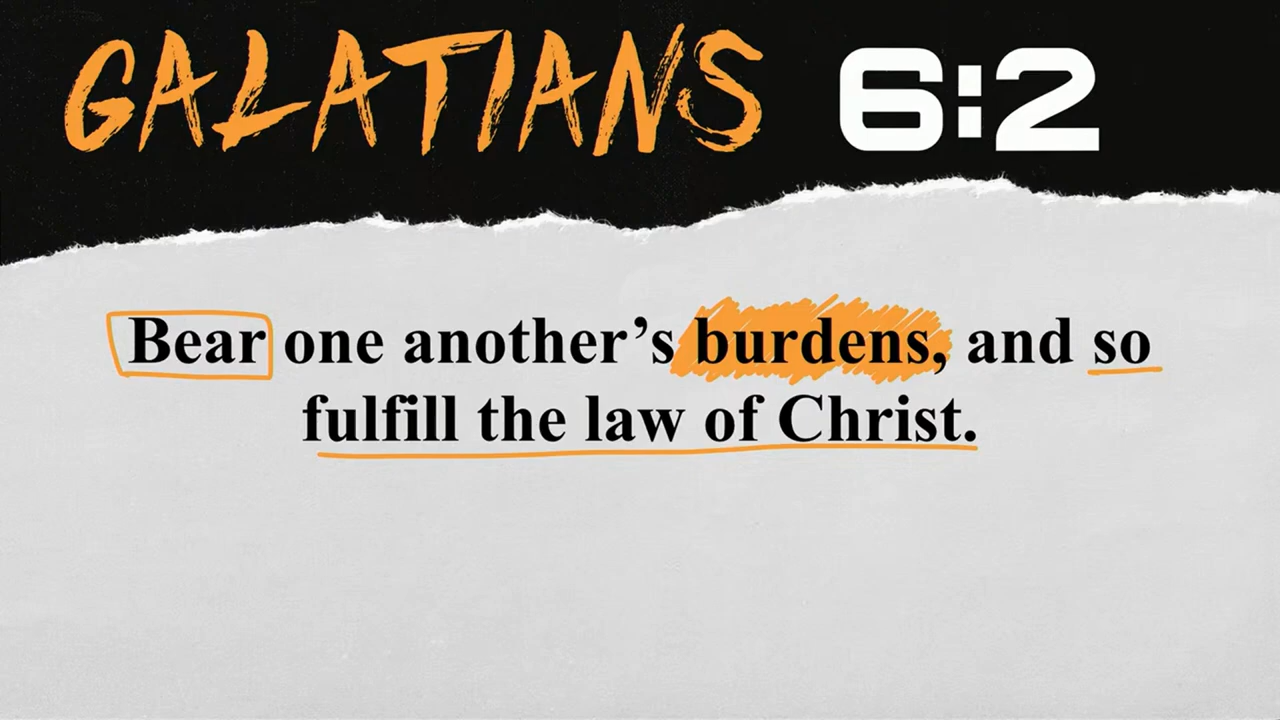 GALATIANS 6:2
Bear one another’s burdens, and so
fulfill the law of Christ.